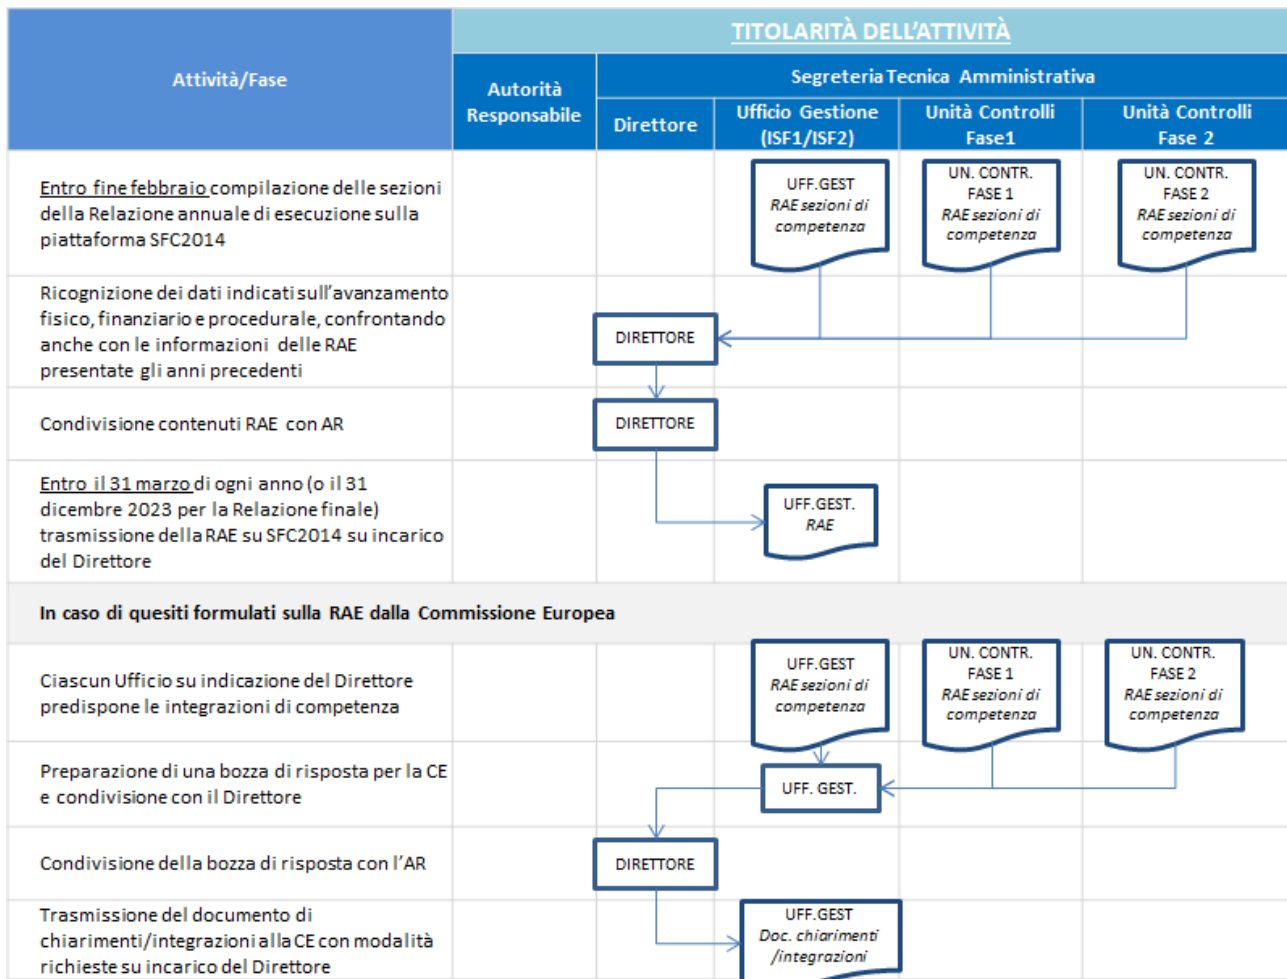 TITOLARITÀ DELL'ATTIVITÀ
Attività/Fase
Autorità
Responsabile
Segreteria Tecnica Amministrativa
Direttore
Ufficio Gestione
(ISF1/ISF2)
Unità Controlli
Fase1
Unità Controlli
Fase 2
Entro fine febbraio compilazione delle sezioni
della Relazione annuale di esecuzione sulla
piattaforma SFC2014
UFF.GEST
RAE sezioni di
competenza
UN. CONTR.
FASE 1
RAE sezioni di
competenza
UN. CONTR.
FASE 2
RAE sezioni di
competenza
Ricognizione dei dati indicati sull'avanzamento
fisico, finanziario e procedurale, confrontando
anche con le informazioni delle RAE
presentate gli anni precedenti
DIRETTORE
Condivisione contenuti RAE con AR
DIRETTORE
Entro il 31 marzo di ogni anno (o il 31
dicembre 2023 per la Relazione finale)
trasmissione della RAE su SFC2014 su incarico
del Direttore
UFF.GEST.
RAE
In caso di quesiti formulati sulla RAE dalla Commissione Europea
Ciascun Ufficio su indicazione del Direttore
predispone le integrazioni di competenza
UFF.GEST
RAE sezioni di
competenza
UN. CONTR.
FASE 1
RAE sezioni di
competenza
UN. CONTR.
FASE 2
RAE sezioni di
competenza
Preparazione di una bozza di risposta per la CE
e condivisione con il Direttore
UFF. GEST.
Condivisione della bozza di risposta con l'AR
DIRETTORE
Trasmissione del documento di
chiarimenti/integrazioni alla CE con modalità
richieste su incarico del Direttore
UFF.GEST
Doc. chiarimenti
/integrazioni